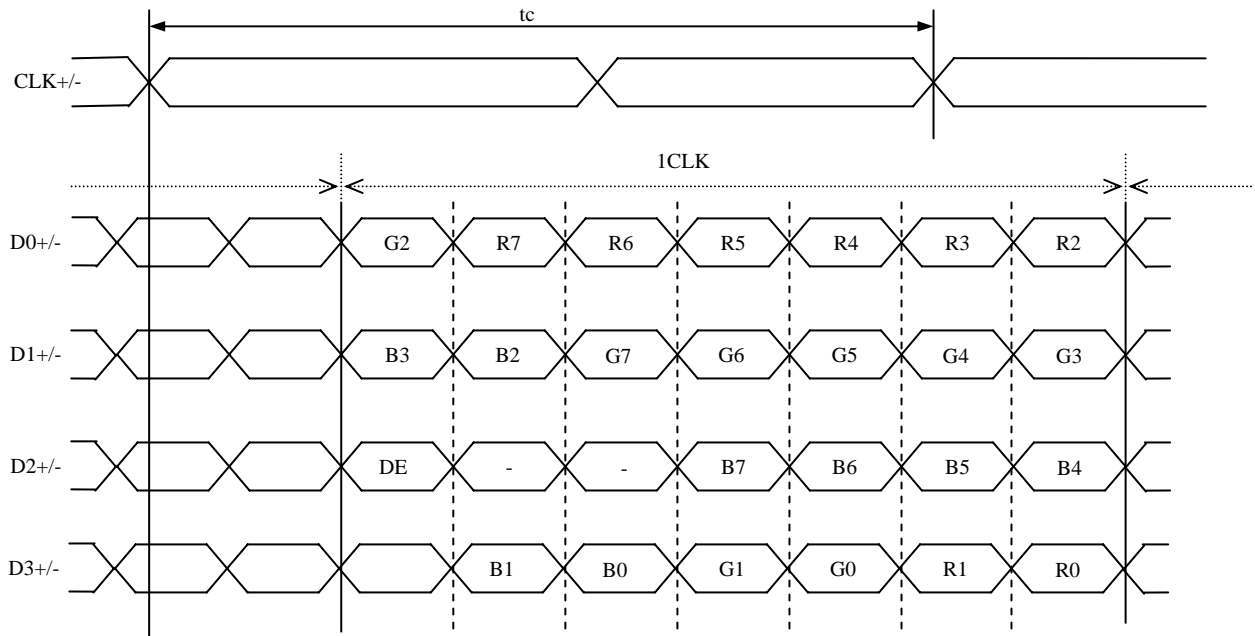 tc
CLK+/-
1CLK
D0+/- G2 R7 R6 R5 R4 R3 R2
D1+/- B3 B2 G7 G6 G5 G4 G3
D2+/- DE - - B7 B6 B5 B4
D3+/- B1 B0 G1 G0 R1 R0